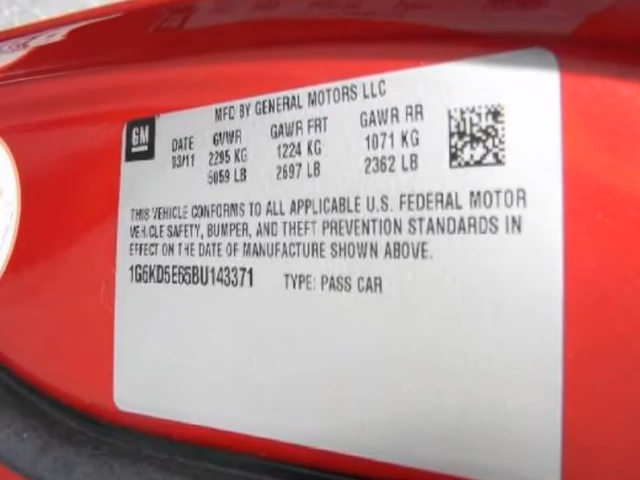 MFD BY GENERAL MOTORS LLC
GM
DATE GVWR GAWR FRT GAWR RR
03/11 2295 KG 1224 KG 1071 KG
5059 LB 2697 LB 2362 LB
THIS VEHICLE CONFORMS TO ALL APPLICABLE U.S. FEDERAL MOTOR
VEHICLE SAFETY, BUMPER, AND THEFT PREVENTION STANDARDS IN
EFFECT ON THE DATE OF MANUFACTURE SHOWN ABOVE.
1G6KD5E65BU143371 TYPE: PASS CAR